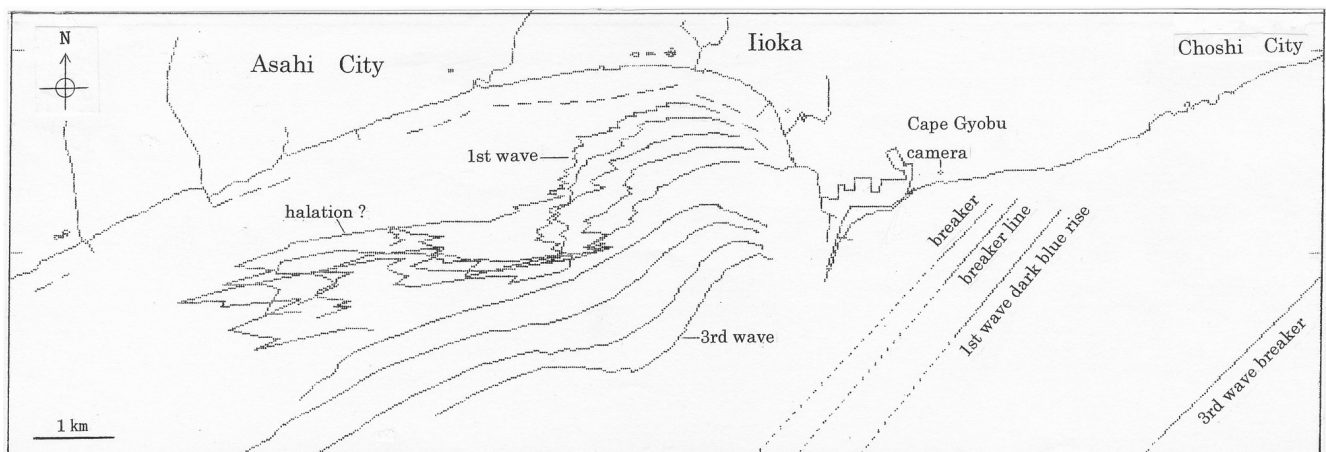 N
Asahi City
Iioka
Choshi City
Cape Gyobu
camera
1st wave
halation ?
breaker
breaker line
1st wave dark blue rise
3rd wave
3rd wave breaker
1 km